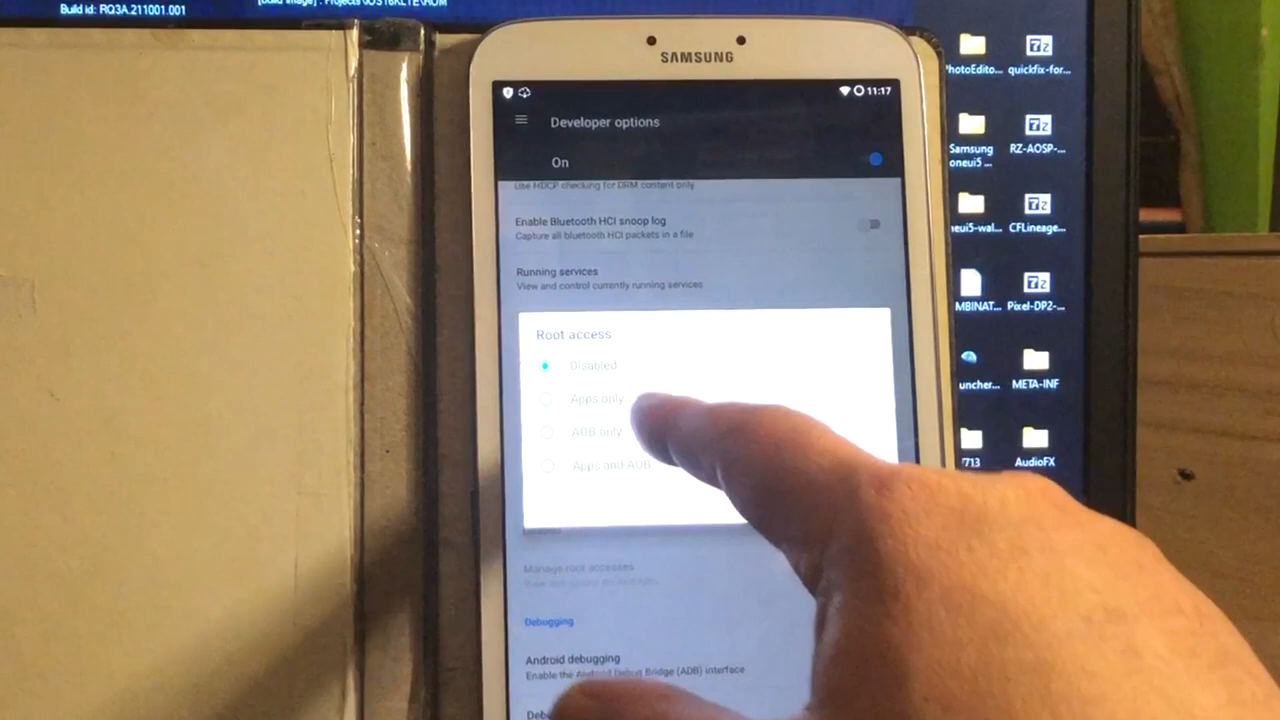 Build id: RQ3A.211001.001
SAMSUNG
11:17
Developer options
On
Use HDCP checking for DRM content only
Enable Bluetooth HCI snoop log
Capture all bluetooth HCI packets in a file
Running services
View and control currently running services
Root access
Disabled
Apps only
ADB only
Apps and ADB
Manage root accesses
Debugging
Android debugging
Enable the Android Debug Bridge (ADB) interface
hotoEdito...
quickfix-for...
Samsung
oneui5 ...
RZ-AOSP-...
neui5-wal...
CFLineage...
MBINAT...
Pixel-DP2-...
uncher...
META-INF
713
AudioFX